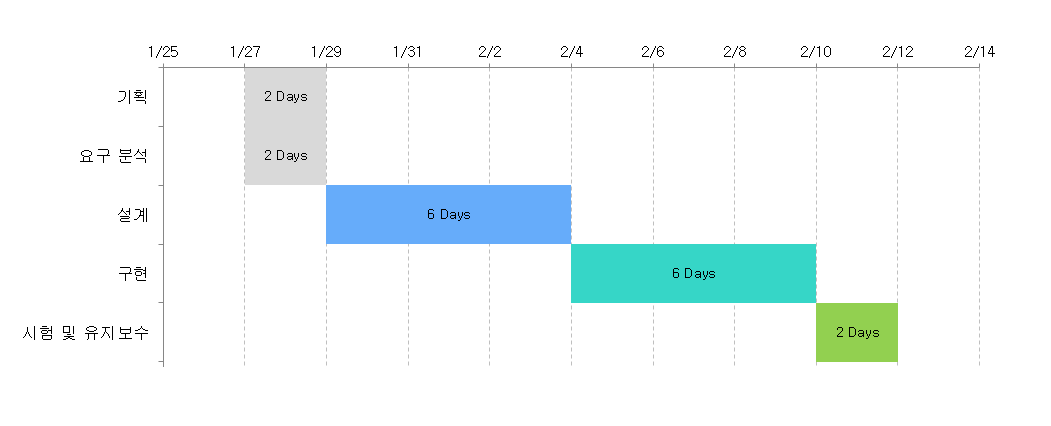 1/25 1/27 1/29 1/31 2/2 2/4 2/6 2/8 2/10 2/12 2/14
기획 2 Days
요구 분석 2 Days
설계 6 Days
구현 6 Days
시험 및 유지보수 2 Days